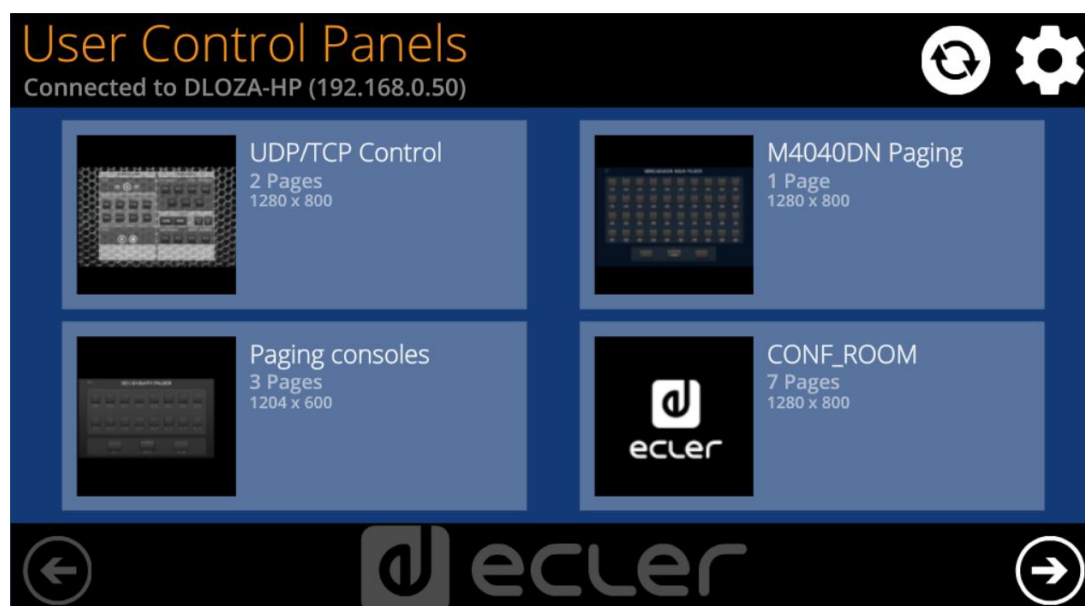 User Control Panels
Connected to DLOZA-HP (192.168.0.50)
UDP/TCP Control
2 Pages
1280 x 800
M4040DN Paging
1 Page
1280 x 800
Paging consoles
3 Pages
1204 x 600
CONF_ROOM
7 Pages
1280 x 800
ecler
ecler